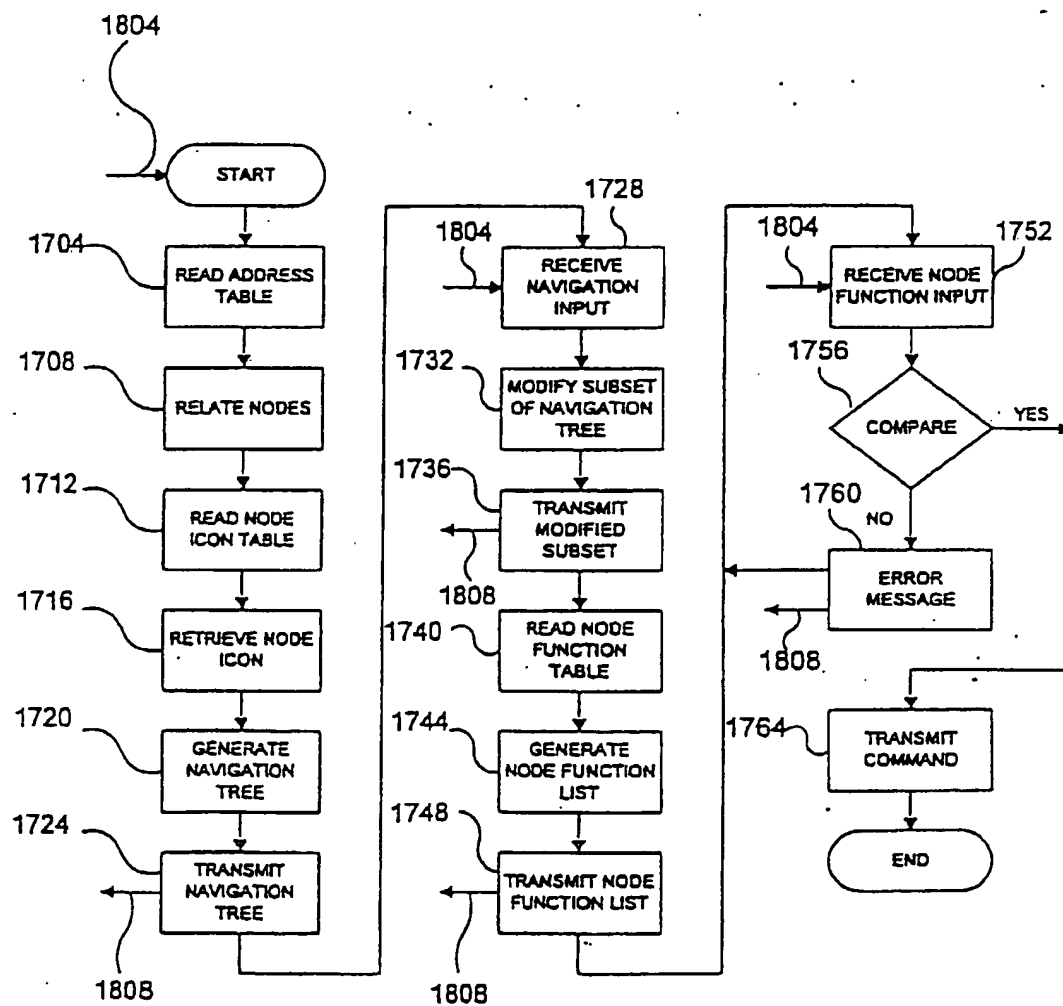 1804
START
1704
READ ADDRESS
TABLE
1708
RELATE NODES
1712
READ NODE
ICON TABLE
1716
RETRIEVE NODE
ICON
1720
GENERATE
NAVIGATION
TREE
1724
TRANSMIT
NAVIGATION
TREE
1808
1728
1804
RECEIVE
NAVIGATION
INPUT
1732
MODIFY SUBSET
OF NAVIGATION
TREE
1736
TRANSMIT
MODIFIED
SUBSET
1808
1740
READ NODE
FUNCTION
TABLE
1744
GENERATE
NODE FUNCTION
LIST
1748
TRANSMIT NODE
FUNCTION LIST
1808
1804
1752
RECEIVE NODE
FUNCTION INPUT
1756
COMPARE
YES
1760
NO
ERROR
MESSAGE
1808
1764
TRANSMIT
COMMAND
END